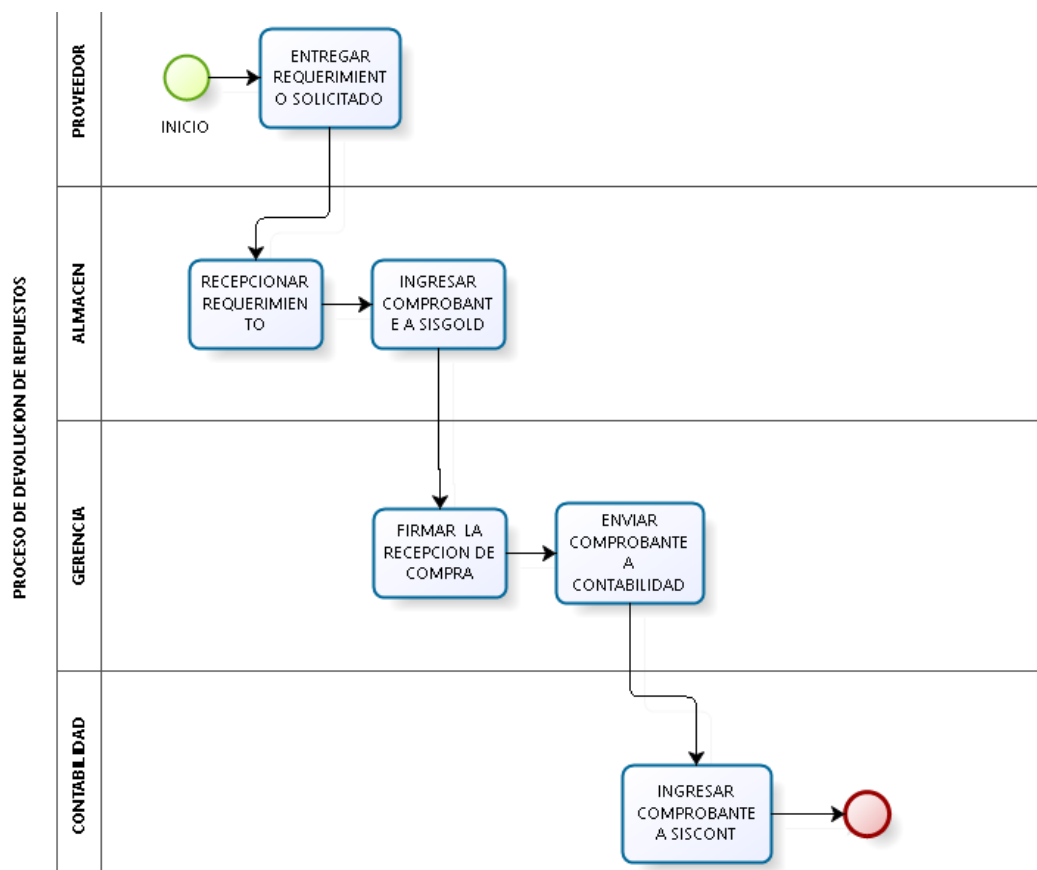 PROCESO DE DEVOLUCION DE REPUESTOS
PROVEEDOR
INICIO
ENTREGAR
REQUERIMIENT
O SOLICITADO
ALMACEN
RECEPCIONAR
REQUERIMIEN
TO
INGRESAR
COMPROBANT
E A SISGOLD
GERENCIA
FIRMAR LA
RECEPCION DE
COMPRA
ENVIAR
COMPROBANTE
A
CONTABILIDAD
CONTABILIDAD
INGRESAR
COMPROBANTE
A SISCONT